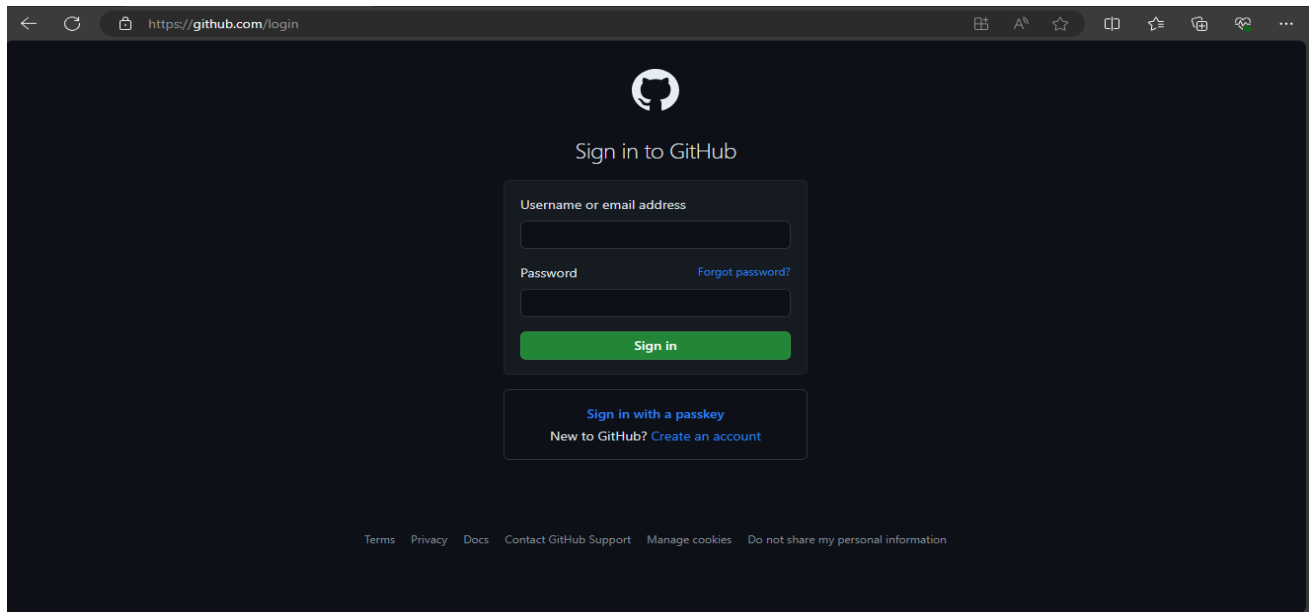 https://github.com/login
Sign in to GitHub
Username or email address
Password Forgot password?
Sign in
Sign in with a passkey
New to GitHub? Create an account
Terms Privacy Docs Contact GitHub Support Manage cookies Do not share my personal information